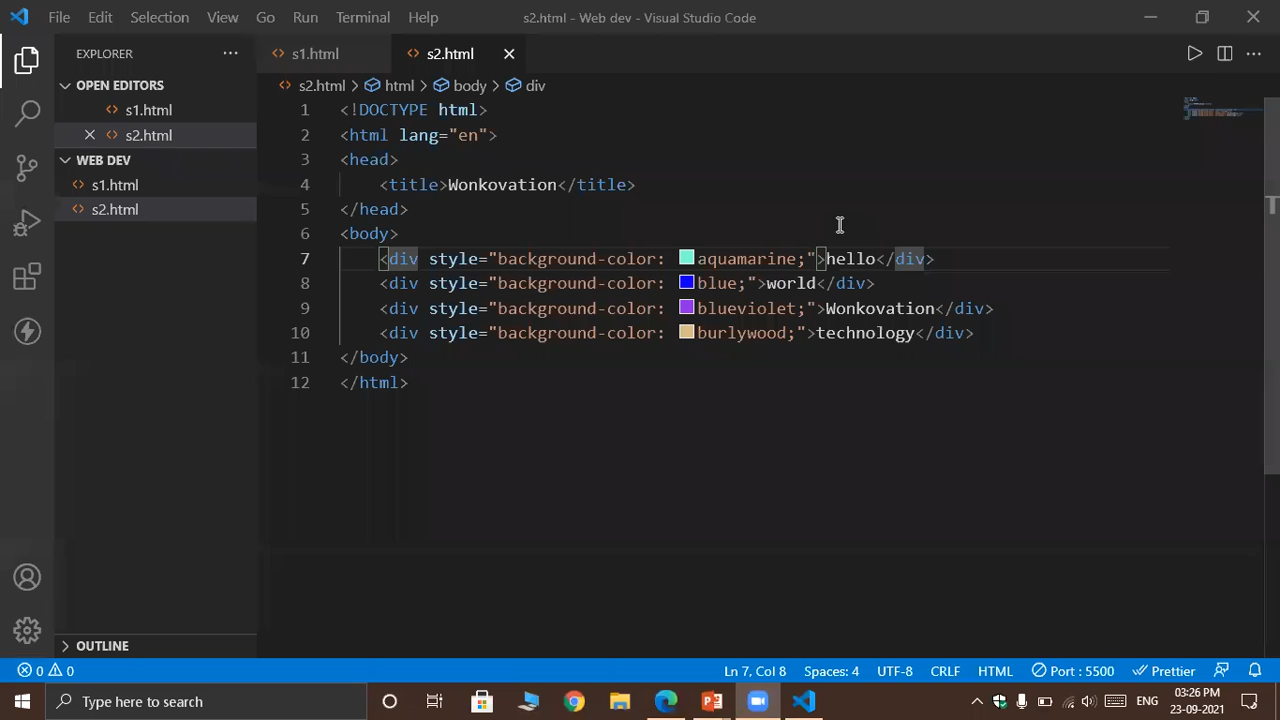 File Edit Selection View Go Run Terminal Help s2.html - Web dev - Visual Studio Code
EXPLORER
OPEN EDITORS
s1.html
s2.html
WEB DEV
s1.html
s2.html
OUTLINE
s1.html s2.html
s2.html > html > body > div
1 <!DOCTYPE html>
2 <html lang="en">
3 <head>
4 <title>Wonkovation</title>
5 </head>
6 <body>
7 <div style="background-color: aquamarine;">hello</div>
8 <div style="background-color: blue;">world</div>
9 <div style="background-color: blueviolet;">Wonkovation</div>
10 <div style="background-color: burlywood;">technology</div>
11 </body>
12 </html>
0 0 Ln 7, Col 8 Spaces: 4 UTF-8 CRLF HTML Port : 5500 Prettier
Type here to search
ENG
03:26 PM
23-09-2021